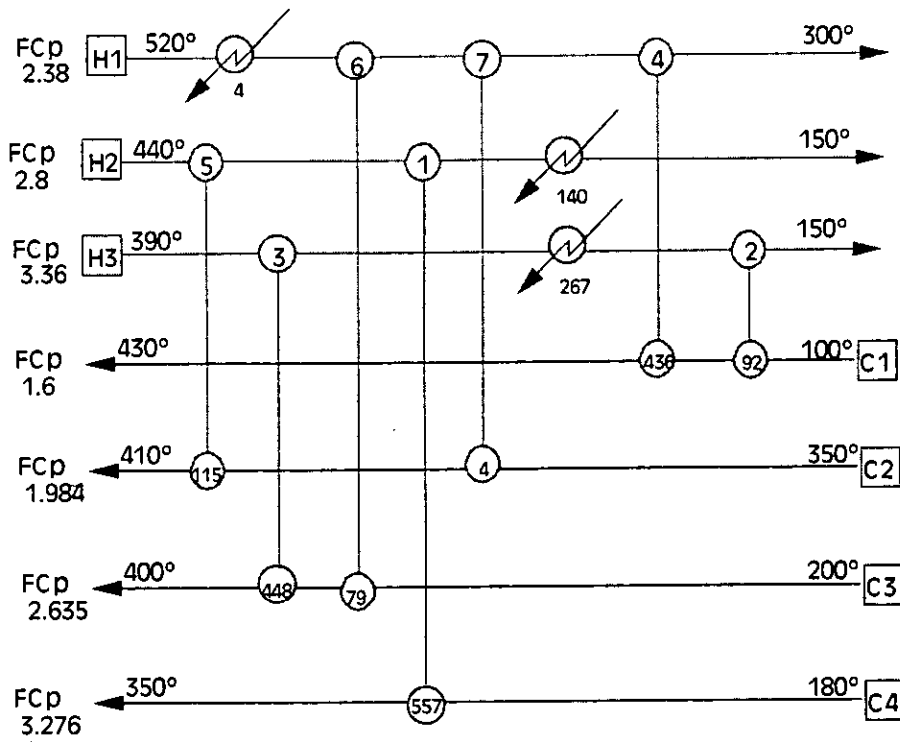 FCp 2.38 H1 520° 4 6 7 4 300°
FCp 2.8 H2 440° 5 1 140 150°
FCp 3.36 H3 390° 3 267 2 150°
FCp 1.6 430° 436 92 100° C1
FCp 1.984 410° 115 4 350° C2
FCp 2.635 400° 448 79 200° C3
FCp 3.276 350° 557 180° C4